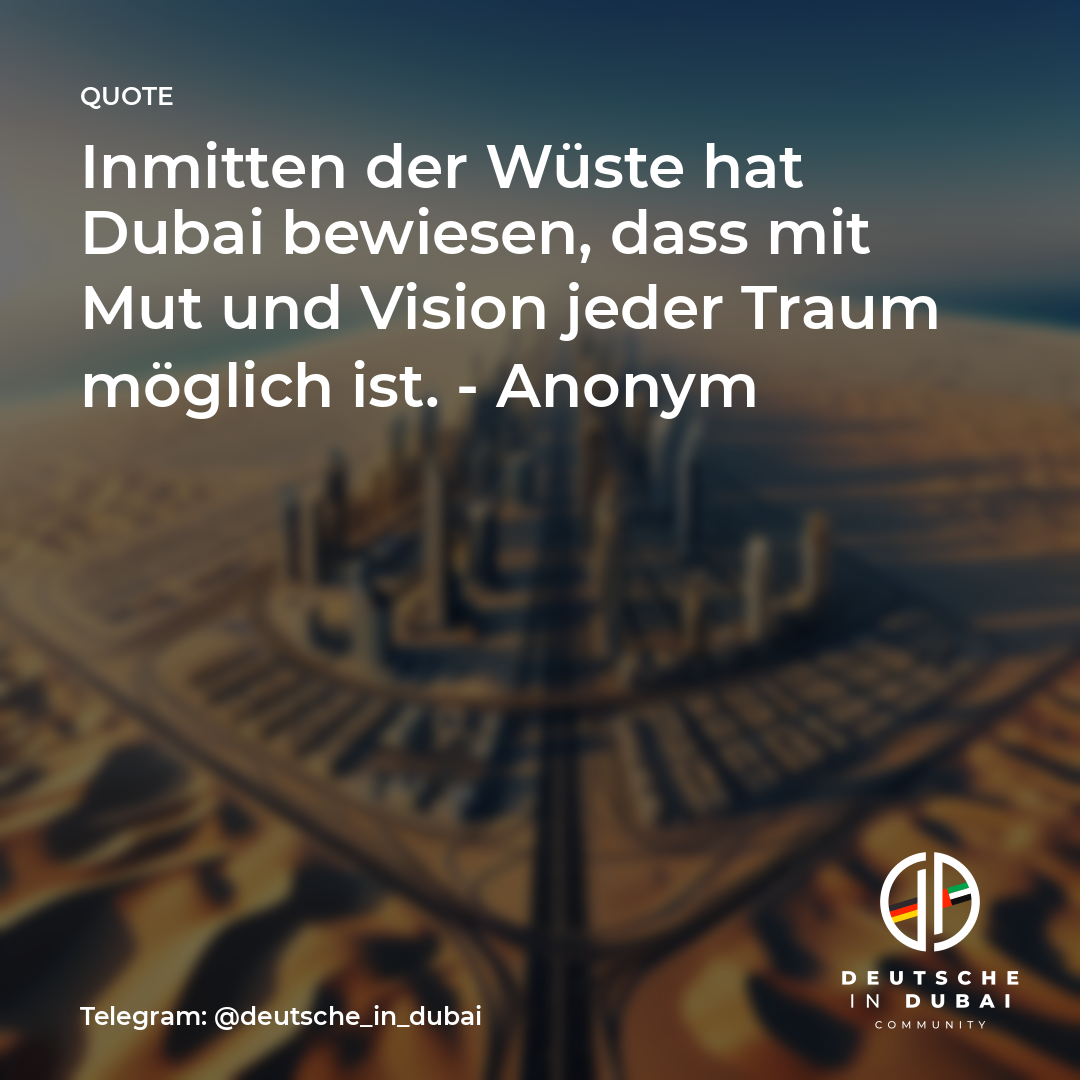 QUOTE
Inmitten der Wüste hat
Dubai bewiesen, dass mit
Mut und Vision jeder Traum
möglich ist. - Anonym
DEUTSCHE
IN DUBAI
COMMUNITY
Telegram: @deutsche_in_dubai